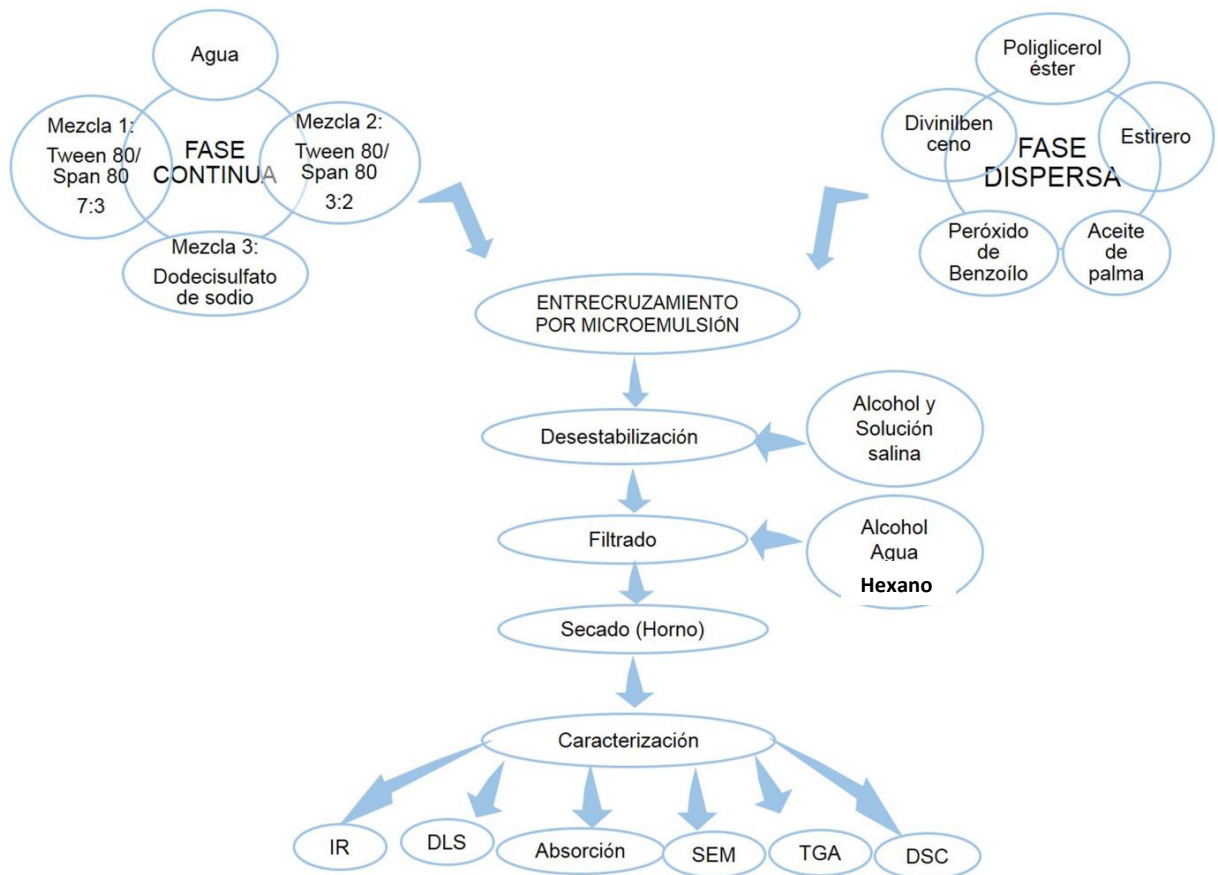 Agua
Mezcla 1:
Tween 80/
Span 80
7:3
FASE
CONTINUA
Mezcla 2:
Tween 80/
Span 80
3:2
Mezcla 3:
Dodecisulfato
de sodio
Poliglicerol
éster
Divinilben
ceno
FASE
DISPERSA
Estirero
Peróxido
de
Benzoílo
Aceite
de
palma
ENTRECRUZAMIENTO
POR MICROEMULSIÓN
Desestabilización
Alcohol y
Solución
salina
Filtrado
Alcohol
Agua
Hexano
Secado (Horno)
Caracterización
IR
DLS
Absorción
SEM
TGA
DSC